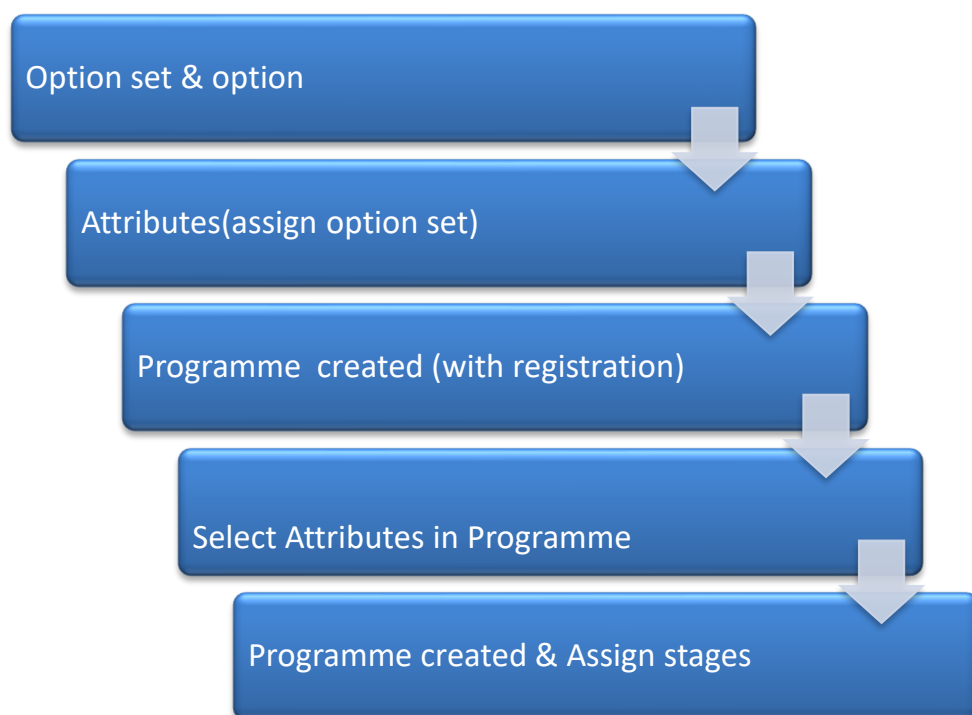 Option set & option
Attributes(assign option set)
Programme  created (with registration)
Select Attributes in Programme
Programme created & Assign stages